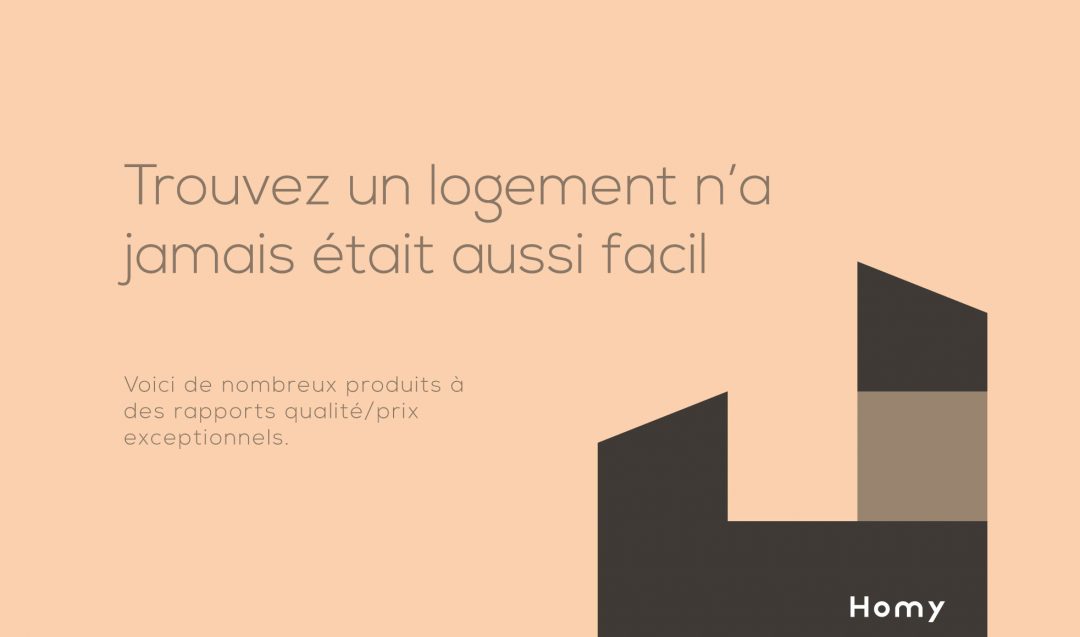 Trouvez un logement n’a
jamais était aussi facil
Voici de nombreux produits à
des rapports qualité/prix
exceptionnels.
Homy